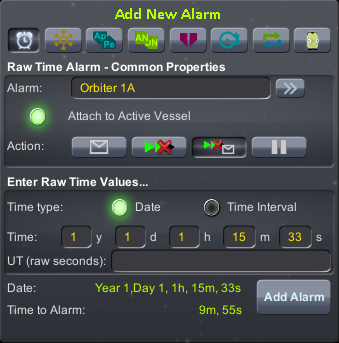 Add New Alarm
Ap Pe AN DN
Raw Time Alarm - Common Properties
Alarm: Orbiter 1A
Attach to Active Vessel
Action:
Enter Raw Time Values...
Time type: Date Time Interval
Time: 1 y 1 d 1 h 15 m 33 s
UT (raw seconds):
Date: Year 1,Day 1, 1h, 15m, 33s
Time to Alarm: 9m, 55s
Add Alarm